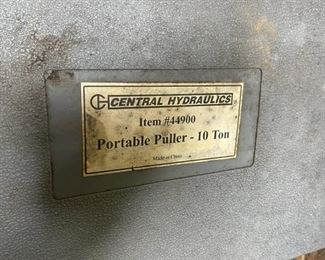 CENTRAL HYDRAULICS
Item #44900
Portable Puller - 10 Ton
Made in China